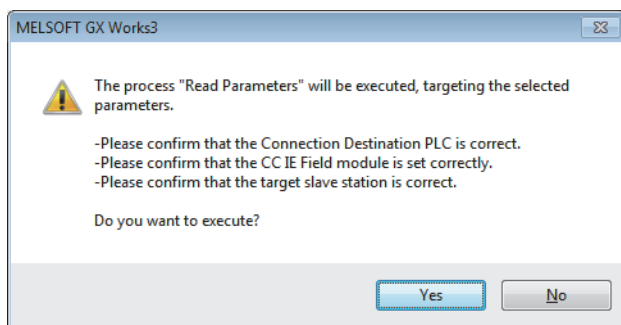 MELSOFT GX Works3
The process "Read Parameters" will be executed, targeting the selected
parameters.
-Please confirm that the Connection Destination PLC is correct.
-Please confirm that the CC IE Field module is set correctly.
-Please confirm that the target slave station is correct.
Do you want to execute?
Yes
No